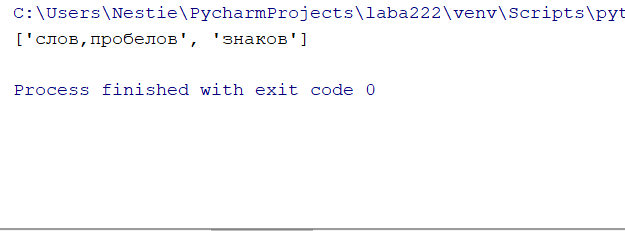 C:\Users\Nestie\PycharmProjects\laba222\venv\Scripts\pyt
['слов,пробелов', 'знаков']
Process finished with exit code 0